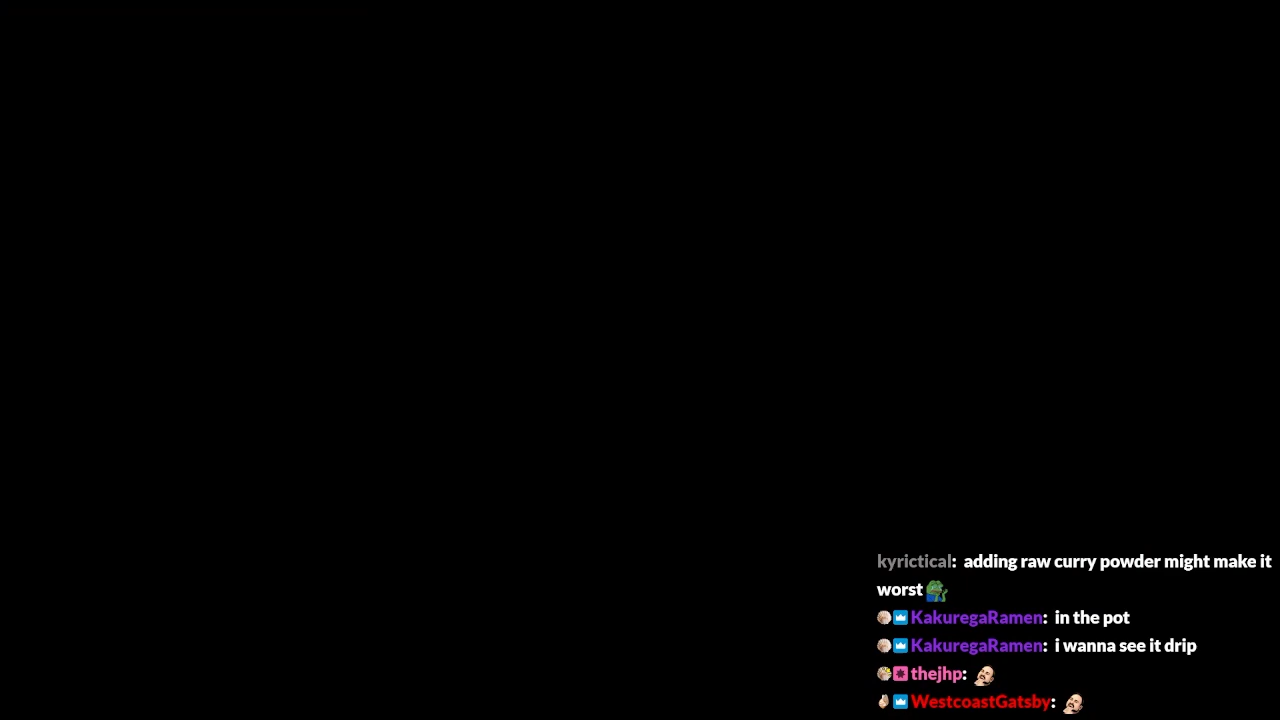 kyrictical: adding raw curry powder might make it
worst
KakuregaRamen: in the pot
KakuregaRamen: i wanna see it drip
thejhp:
WestcoastGatsby: